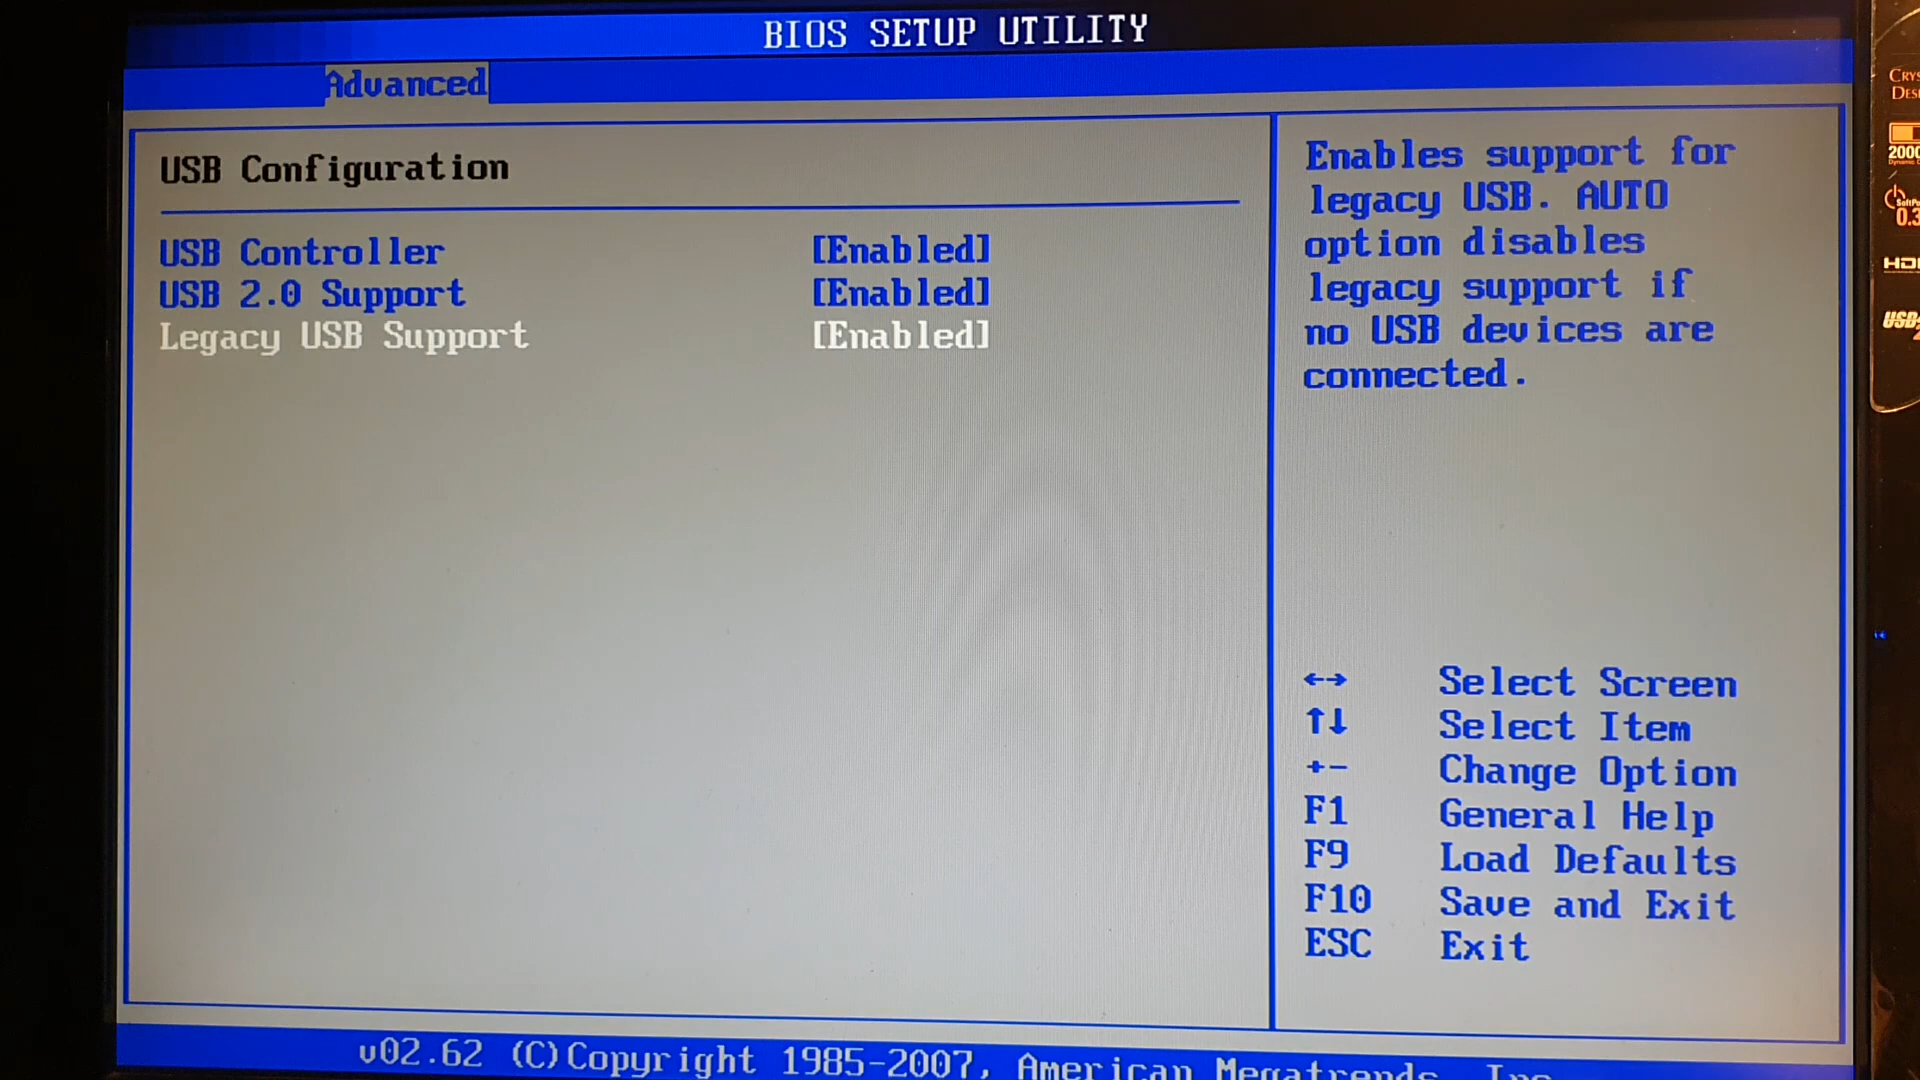 BIOS SETUP UTILITY
Advanced
USB Configuration
USB Controller [Enabled]
USB 2.0 Support [Enabled]
Legacy USB Support [Enabled]
Enables support for
legacy USB. AUTO
option disables
legacy support if
no USB devices are
connected.
←→ Select Screen
↑↓ Select Item
+- Change Option
F1 General Help
F9 Load Defaults
F10 Save and Exit
ESC Exit
v02.62 (C)Copyright 1985-2007, American Megatrends, Inc
2000
0.3